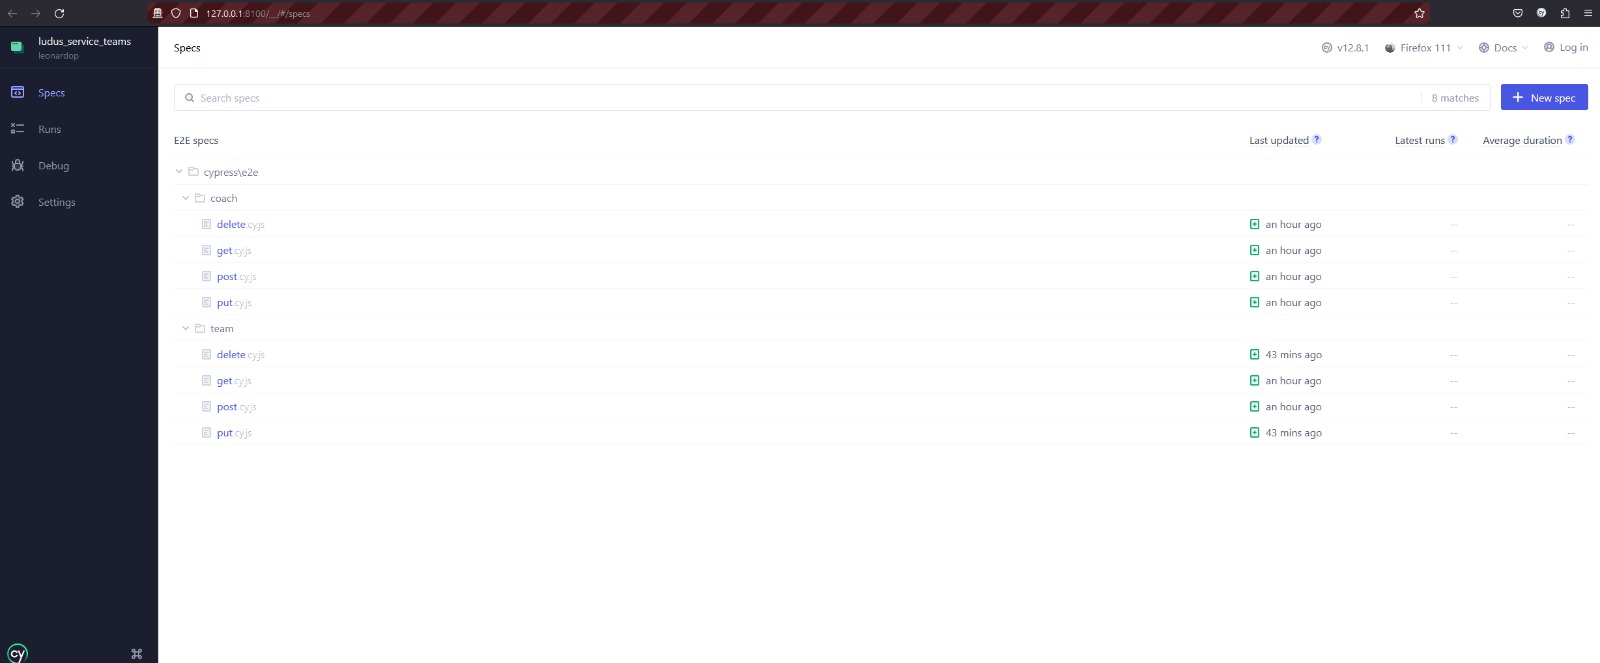 127.0.0.1:8100/__/#/specs
ludus_service_teams
leonardop
Specs
Runs
Debug
Settings
cy
Specs
v12.8.1
Firefox 111
Docs
Log in
Search specs
8 matches
+ New spec
E2E specs
Last updated ?
Latest runs ?
Average duration ?
cypress\e2e
coach
delete.cy.js an hour ago -- --
get.cy.js an hour ago -- --
post.cy.js an hour ago -- --
put.cy.js an hour ago -- --
team
delete.cy.js 43 mins ago -- --
get.cy.js an hour ago -- --
post.cy.js an hour ago -- --
put.cy.js 43 mins ago -- --